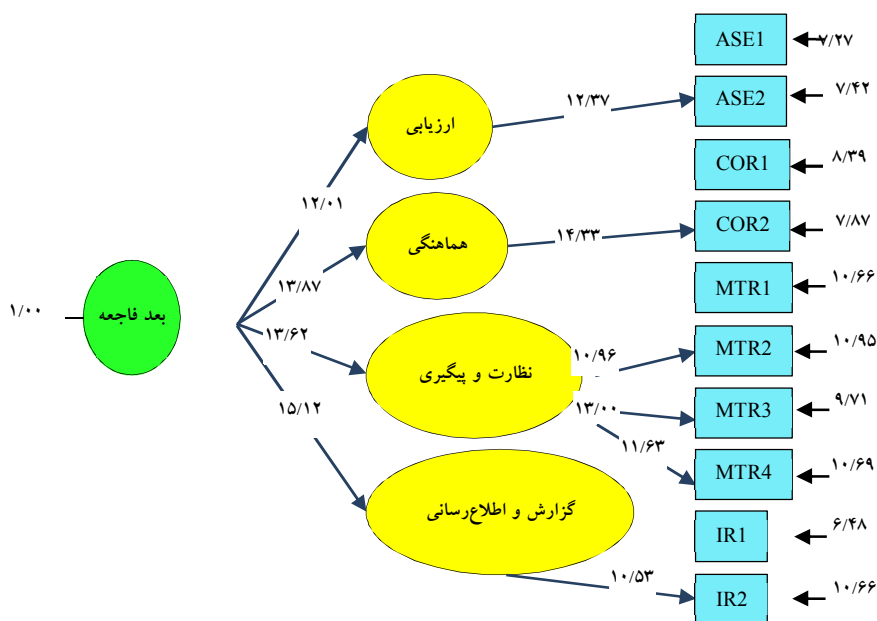 ASE1
۷/۲۷
ASE2
۷/۴۲
۱۲/۳۷
ارزیابی
COR1
۸/۳۹
۱۲/۰۱
COR2
۷/۸۷
۱۴/۳۳
هماهنگی
۱۳/۸۷
MTR1
۱۰/۶۶
بعد فاجعه
۱/۰۰
۱۳/۶۲
MTR2
۱۰/۹۵
۱۰/۹۶
نظارت و پیگیری
MTR3
۹/۷۱
۱۳/۰۰
۱۵/۱۲
۱۱/۶۳
MTR4
۱۰/۶۹
گزارش و اطلاع‌رسانی
IR1
۶/۴۸
۱۰/۵۳
IR2
۱۰/۶۶